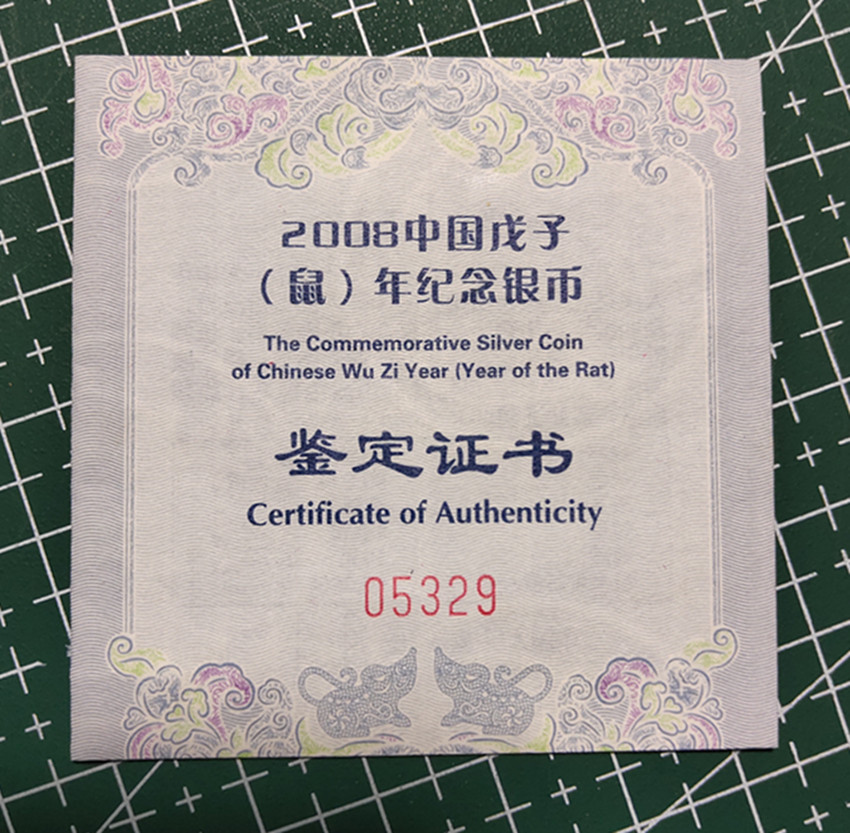 2008中国戊子
（鼠）年纪念银币
The Commemorative Silver Coin
of Chinese Wu Zi Year (Year of the Rat)
鉴定证书
Certificate of Authenticity
05329